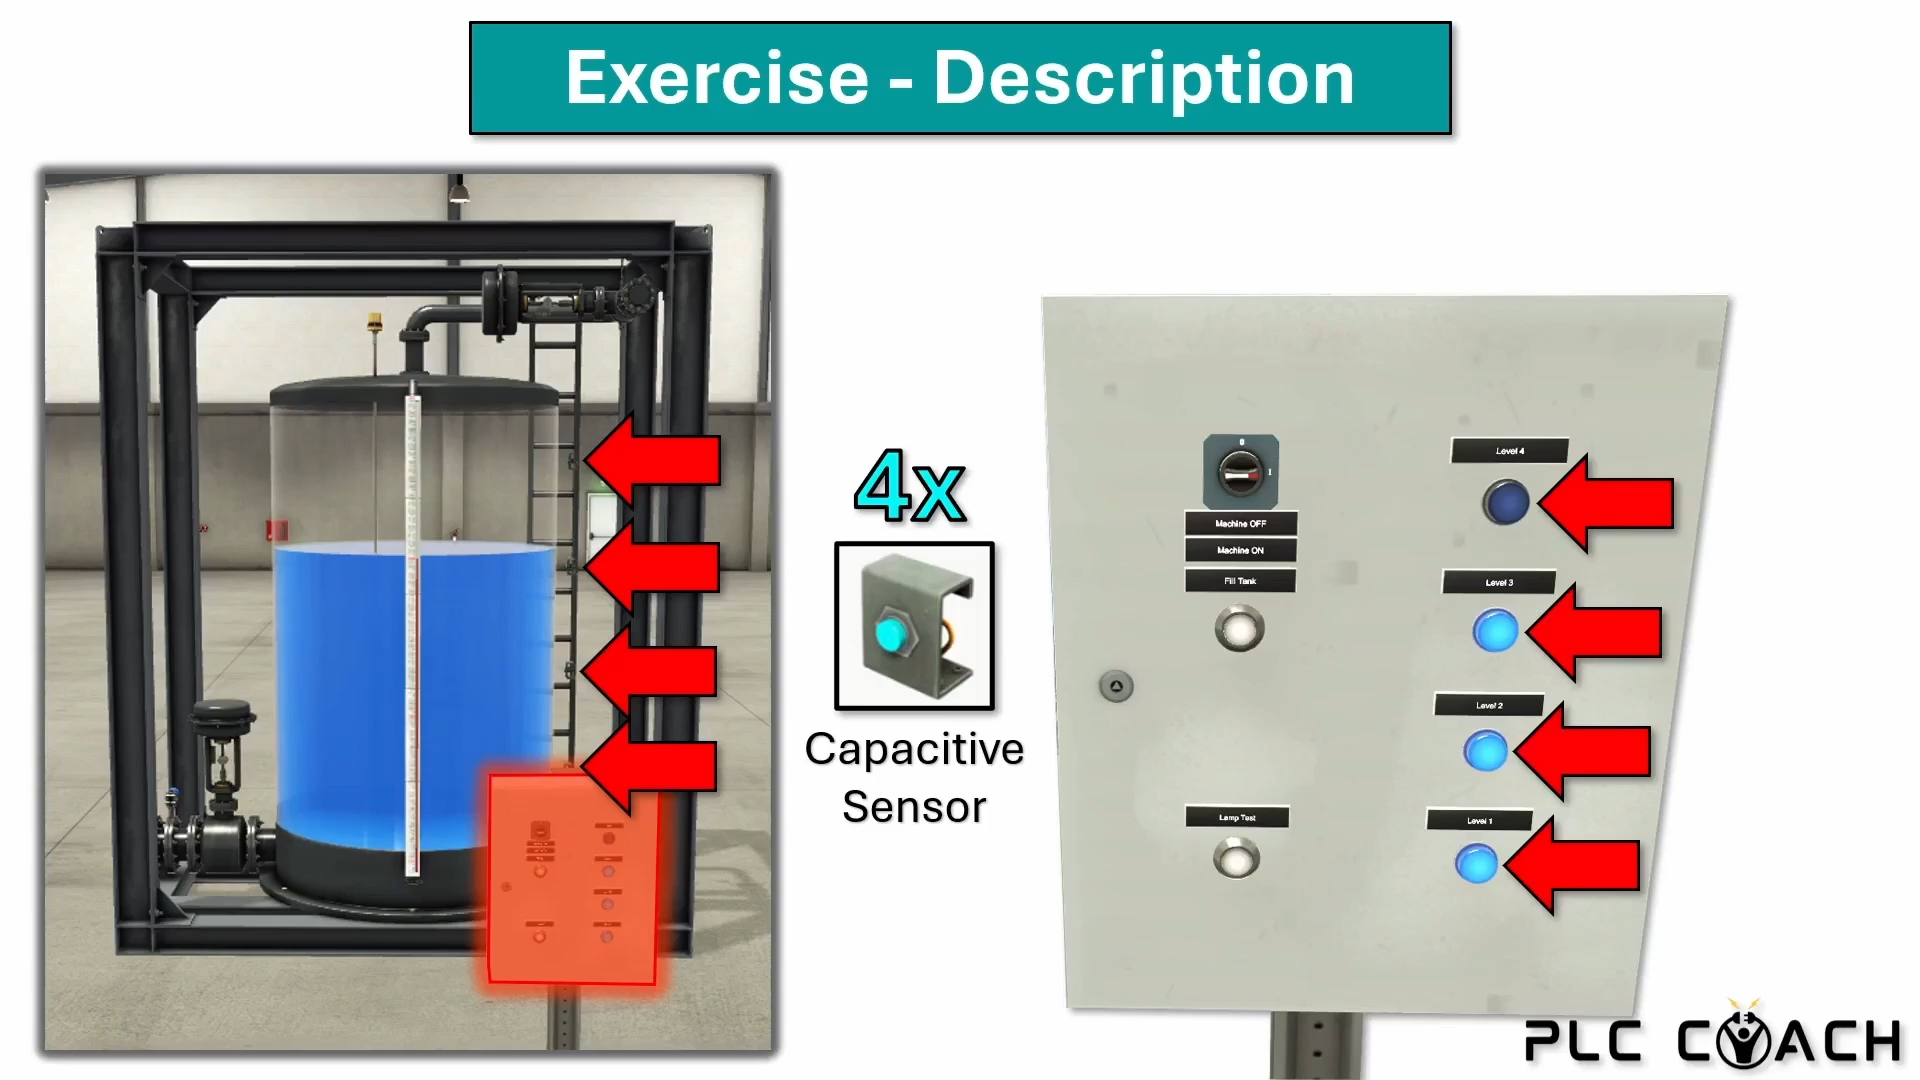 Exercise - Description
4x
Capacitive
Sensor
0
I
Machine OFF
Machine ON
Fill Tank
Lamp Test
Level 4
Level 3
Level 2
Level 1
PLC COACH